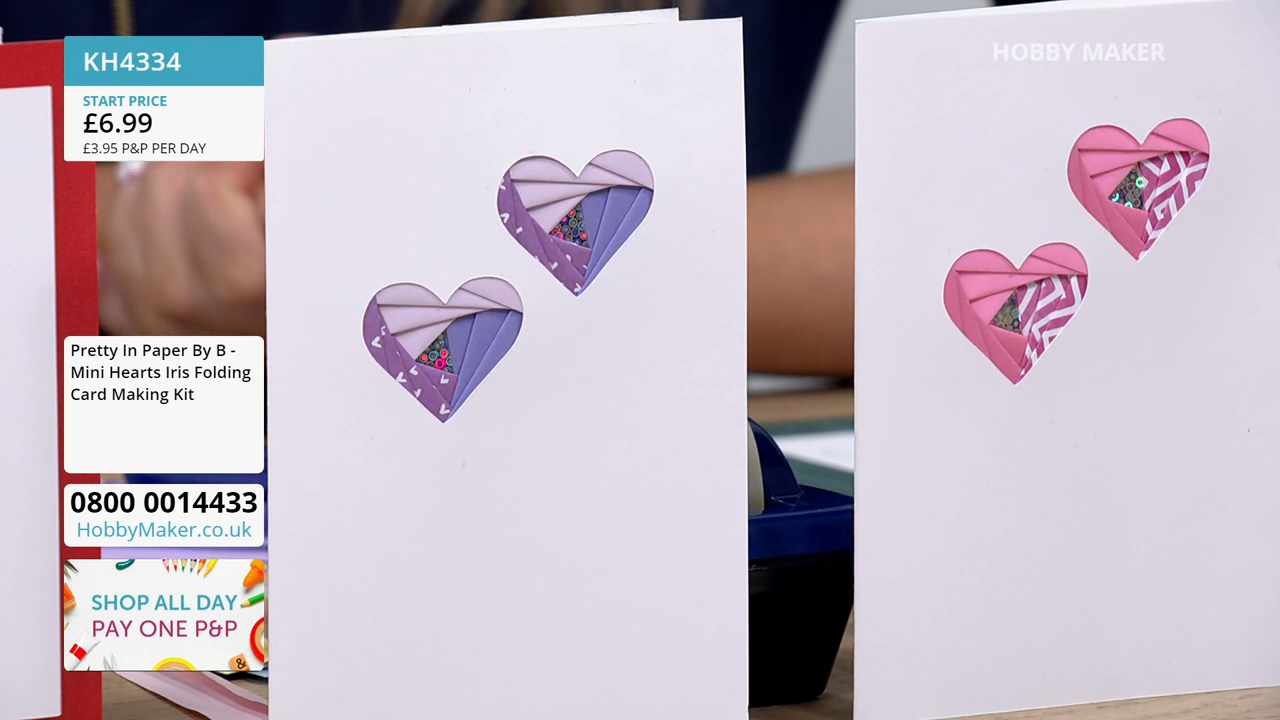 KH4334
START PRICE
£6.99
£3.95 P&P PER DAY
HOBBY MAKER
Pretty In Paper By B -
Mini Hearts Iris Folding
Card Making Kit
0800 0014433
HobbyMaker.co.uk
SHOP ALL DAY
PAY ONE P&P
&